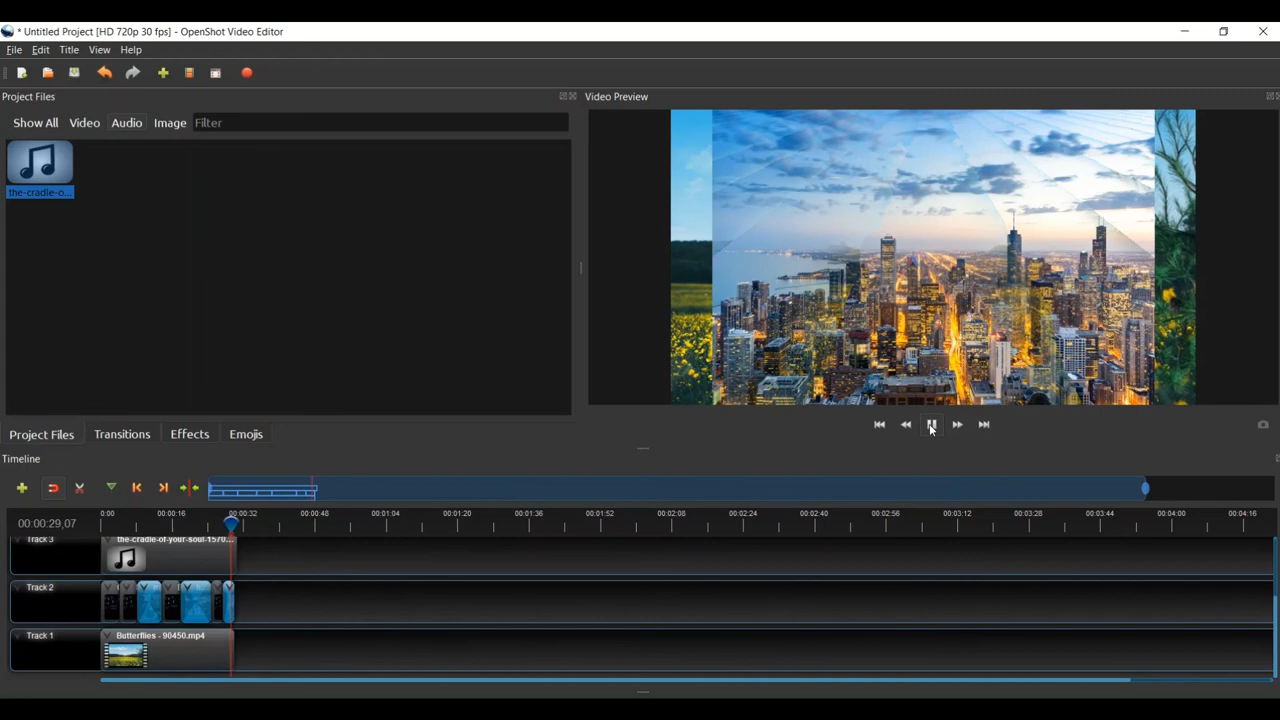 * Untitled Project [HD 720p 30 fps] - OpenShot Video Editor
File Edit Title View Help
Project Files
Video Preview
Show All Video Audio Image Filter
the-cradle-o...
Project Files Transitions Effects Emojis
Timeline
00:00:29,07
0:00 00:00:16 00:00:32 00:00:48 00:01:04 00:01:20 00:01:36 00:01:52 00:02:08 00:02:24 00:02:40 00:02:56 00:03:12 00:03:28 00:03:44 00:04:00 00:04:16
Track 3 the-cradle-of-your-soul-1570...
Track 2
Track 1 Butterflies - 90450.mp4